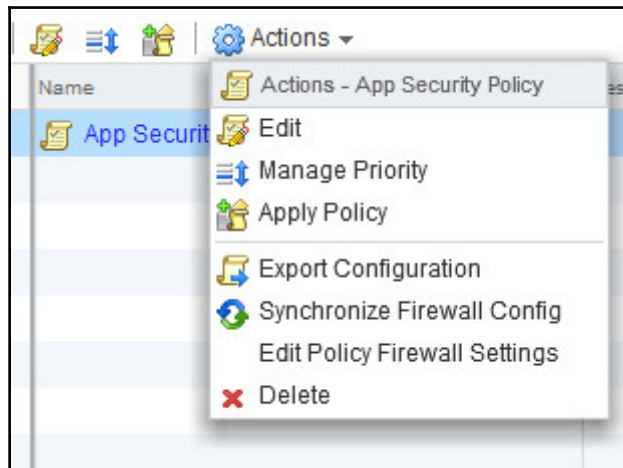 Actions
Name
Actions - App Security Policy
App Securit
Edit
Manage Priority
Apply Policy
Export Configuration
Synchronize Firewall Config
Edit Policy Firewall Settings
Delete